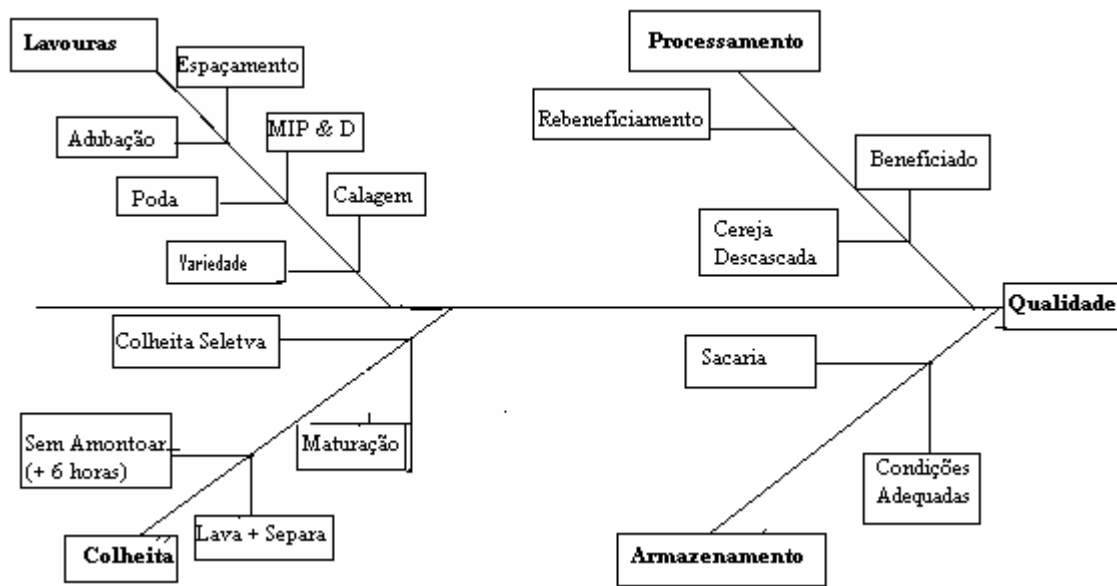 Lavouras
Processamento
Espaçamento
Rebeneficiamento
MIP & D
Adubação
Beneficiado
Poda
Calagem
Cereja
Descascada
Variedade
Qualidade
Colheita Seletva
Sacaria
Sem Amontoar
(+ 6 horas)
Maturação
Condições
Adequadas
Lava + Separa
Colheita
Armazenamento